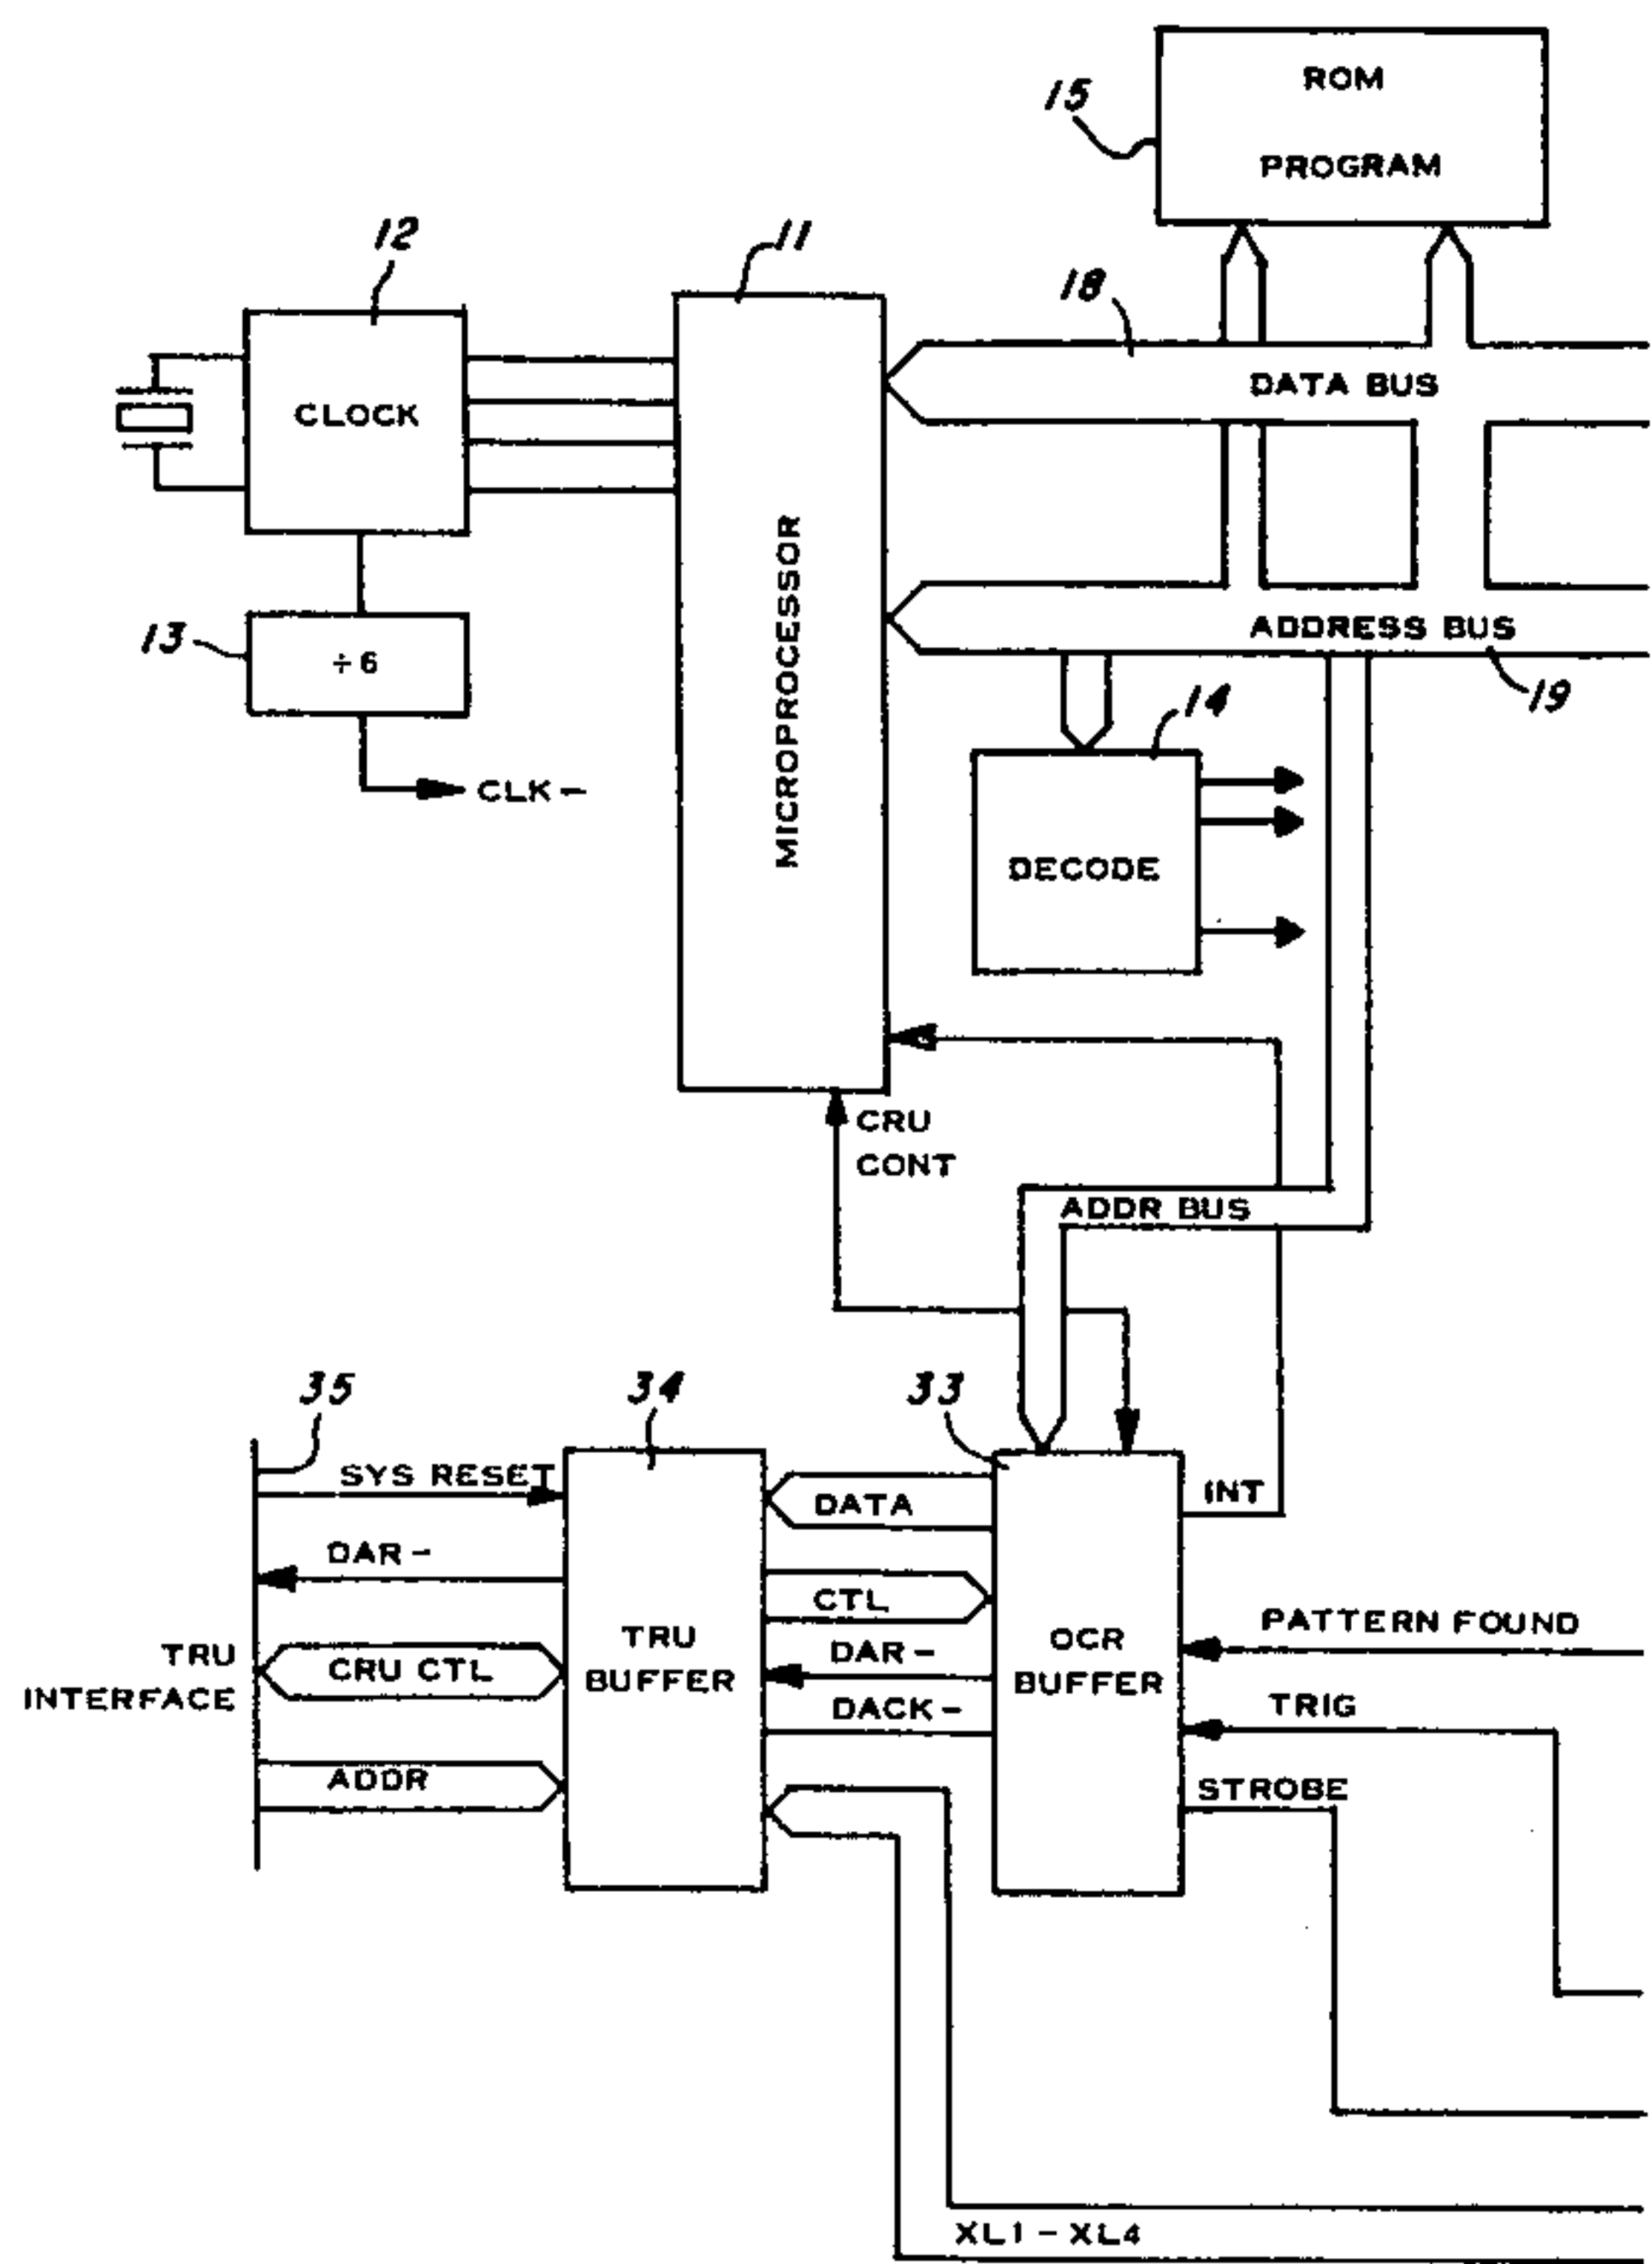 15
ROM
PROGRAM
12
11
18
CLOCK
DATA BUS
MICROPROCESSOR
13
÷6
ADDRESS BUS
19
14
CLK-
DECODE
CRU
CONT
ADDR BUS
35
34
33
SYS RESET
DATA
INT
DAR-
CTL
TRU
INTERFACE
CRU CTL
TRU
BUFFER
DAR-
DACK-
OCR
BUFFER
PATTERN FOUND
TRIG
ADDR
STROBE
XL1-XL4